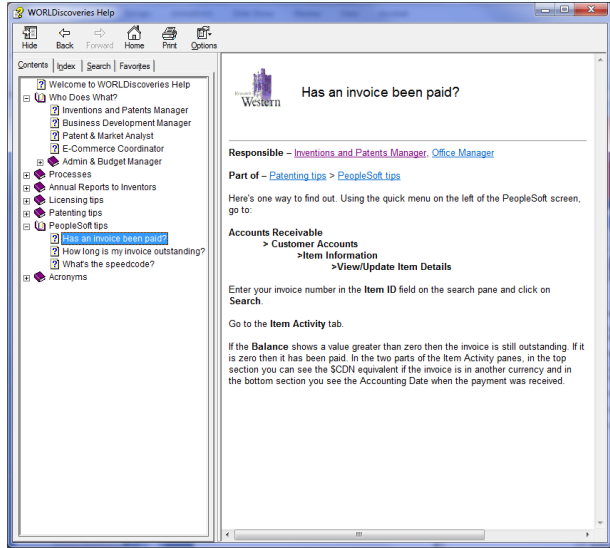 WORLDiscoveries Help
Hide Back Forward Home Print Options
Contents Index Search Favorites
Welcome to WORLDiscoveries Help
Who Does What?
Inventions and Patents Manager
Business Development Manager
Patent & Market Analyst
E-Commerce Coordinator
Admin & Budget Manager
Processes
Annual Reports to Inventors
Licensing tips
Patenting tips
PeopleSoft tips
Has an invoice been paid?
How long is my invoice outstanding?
What's the speedcode?
Acronyms
Western
Has an invoice been paid?
Responsible – Inventions and Patents Manager, Office Manager
Part of – Patenting tips > PeopleSoft tips
Here's one way to find out. Using the quick menu on the left of the PeopleSoft screen,
go to:
Accounts Receivable
> Customer Accounts
>Item Information
>View/Update Item Details
Enter your invoice number in the Item ID field on the search pane and click on
Search.
Go to the Item Activity tab.
If the Balance shows a value greater than zero then the invoice is still outstanding. If it
is zero then it has been paid. In the two parts of the Item Activity panes, in the top
section you can see the $CDN equivalent if the invoice is in another currency and in
the bottom section you see the Accounting Date when the payment was received.